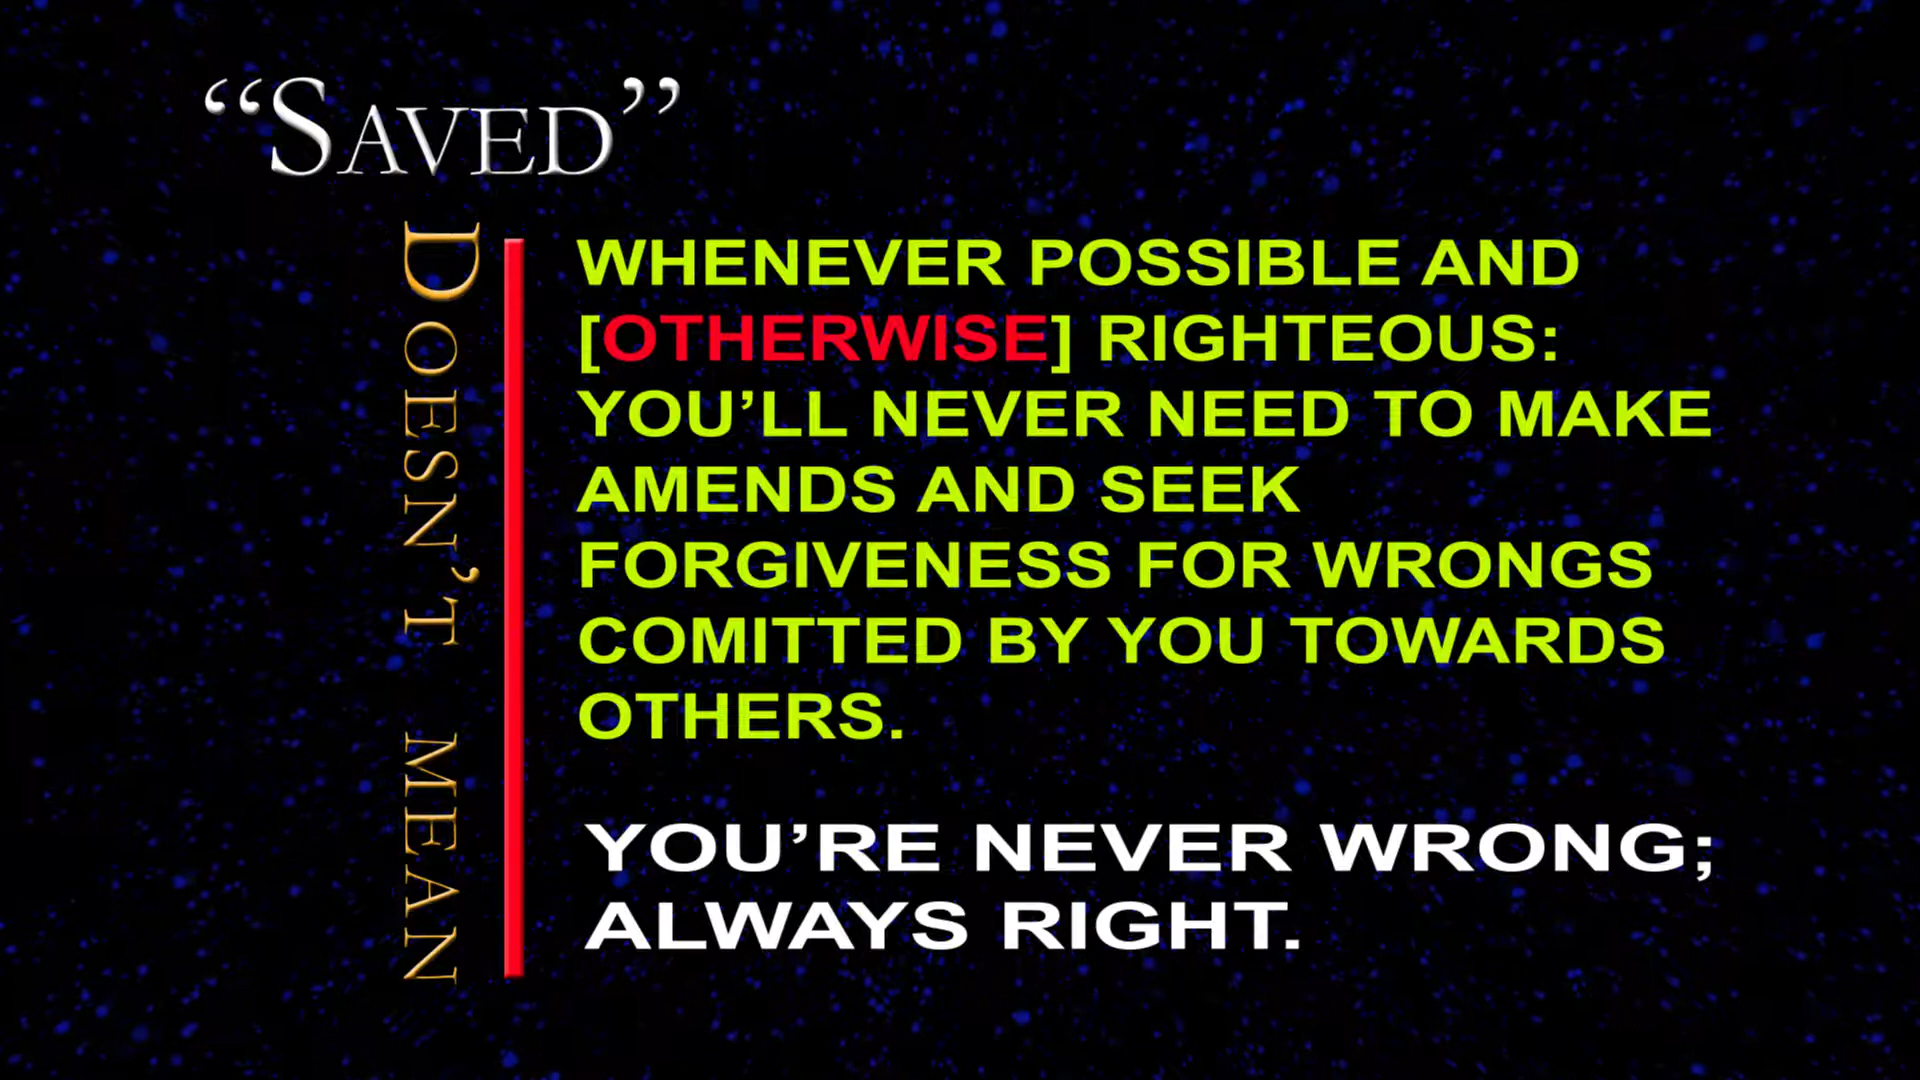 “SAVED”
DOESN’T MEAN
WHENEVER POSSIBLE AND
[OTHERWISE] RIGHTEOUS:
YOU’LL NEVER NEED TO MAKE
AMENDS AND SEEK
FORGIVENESS FOR WRONGS
COMITTED BY YOU TOWARDS
OTHERS.
YOU’RE NEVER WRONG;
ALWAYS RIGHT.